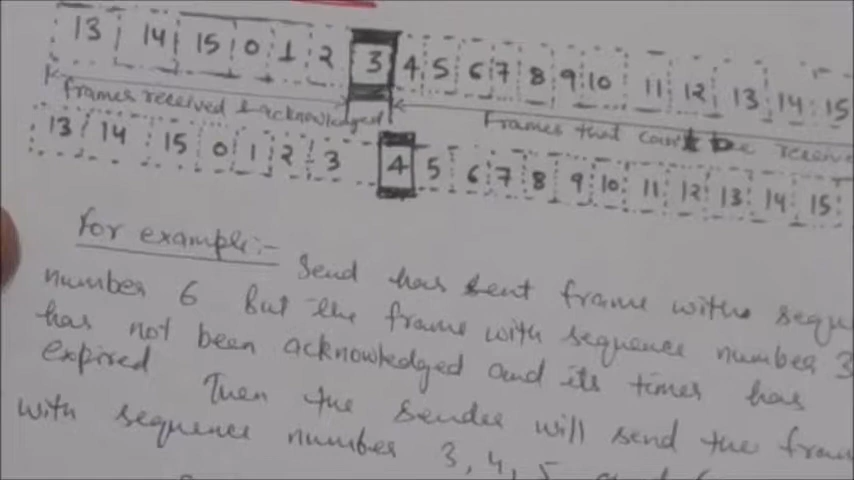 13 14 15 0 1 2 3 4 5 6 7 8 9 10 11 12 13 14 15
frames received & acknowledged
Frames that can't be receive
13 14 15 0 1 2 3 4 5 6 7 8 9 10 11 12 13 14 15
For example:- Send has sent frame with sequ
number 6 But the frame with sequence number 3
has not been acknowledged and its times has
expired Then the sender will send the fram
with sequence number 3, 4, 5